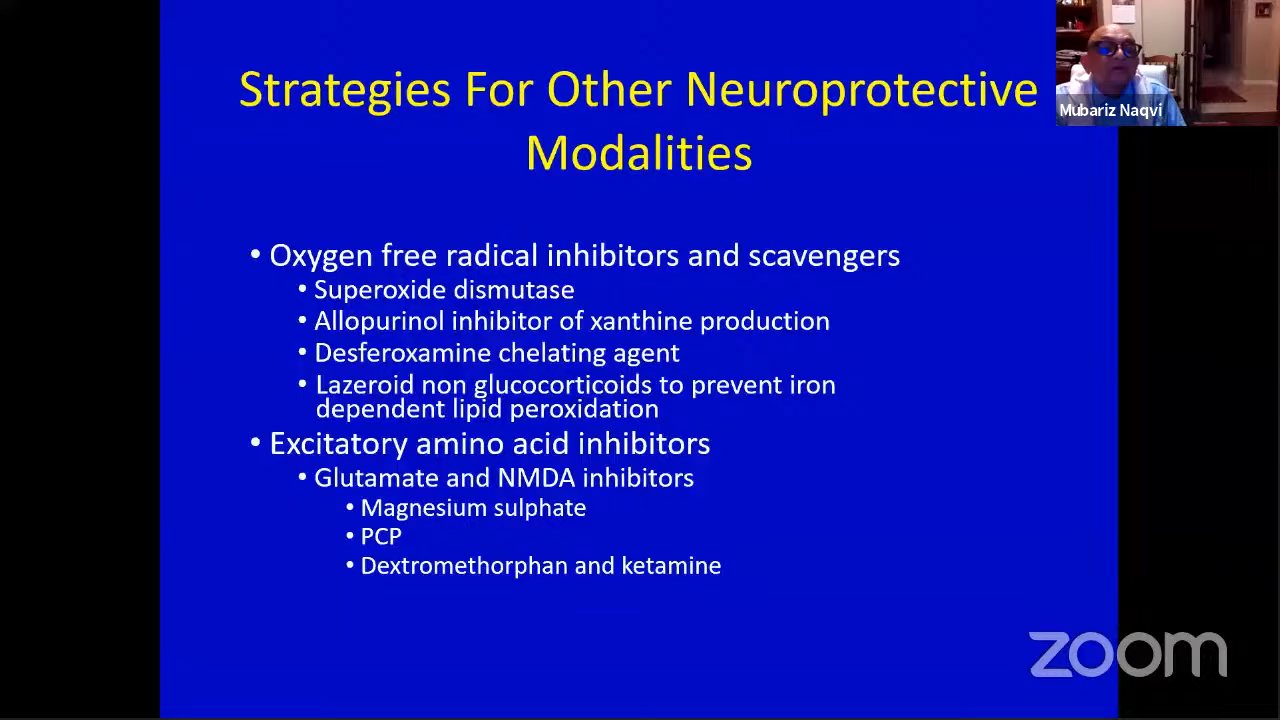 Strategies For Other Neuroprotective
Modalities
Mubariz Naqvi
• Oxygen free radical inhibitors and scavengers
• Superoxide dismutase
• Allopurinol inhibitor of xanthine production
• Desferoxamine chelating agent
• Lazeroid non glucocorticoids to prevent iron
dependent lipid peroxidation
• Excitatory amino acid inhibitors
• Glutamate and NMDA inhibitors
• Magnesium sulphate
• PCP
• Dextromethorphan and ketamine
zoom